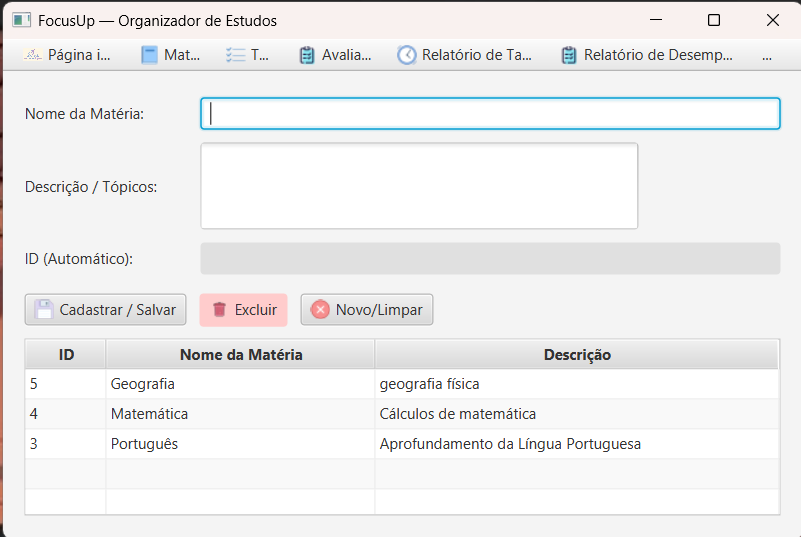 FocusUp — Organizador de Estudos
Página i... Mat... T... Avalia... Relatório de Ta... Relatório de Desemp... ...
Nome da Matéria:
Descrição / Tópicos:
ID (Automático):
Cadastrar / Salvar Excluir Novo/Limpar
ID Nome da Matéria Descrição
5 Geografia geografia física
4 Matemática Cálculos de matemática
3 Português Aprofundamento da Língua Portuguesa